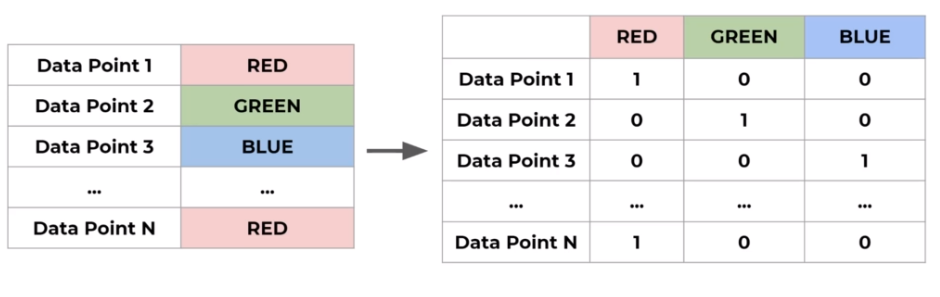 Data Point 1 RED
Data Point 2 GREEN
Data Point 3 BLUE
... ...
Data Point N RED
RED GREEN BLUE
Data Point 1 1 0 0
Data Point 2 0 1 0
Data Point 3 0 0 1
... ... ... ...
Data Point N 1 0 0